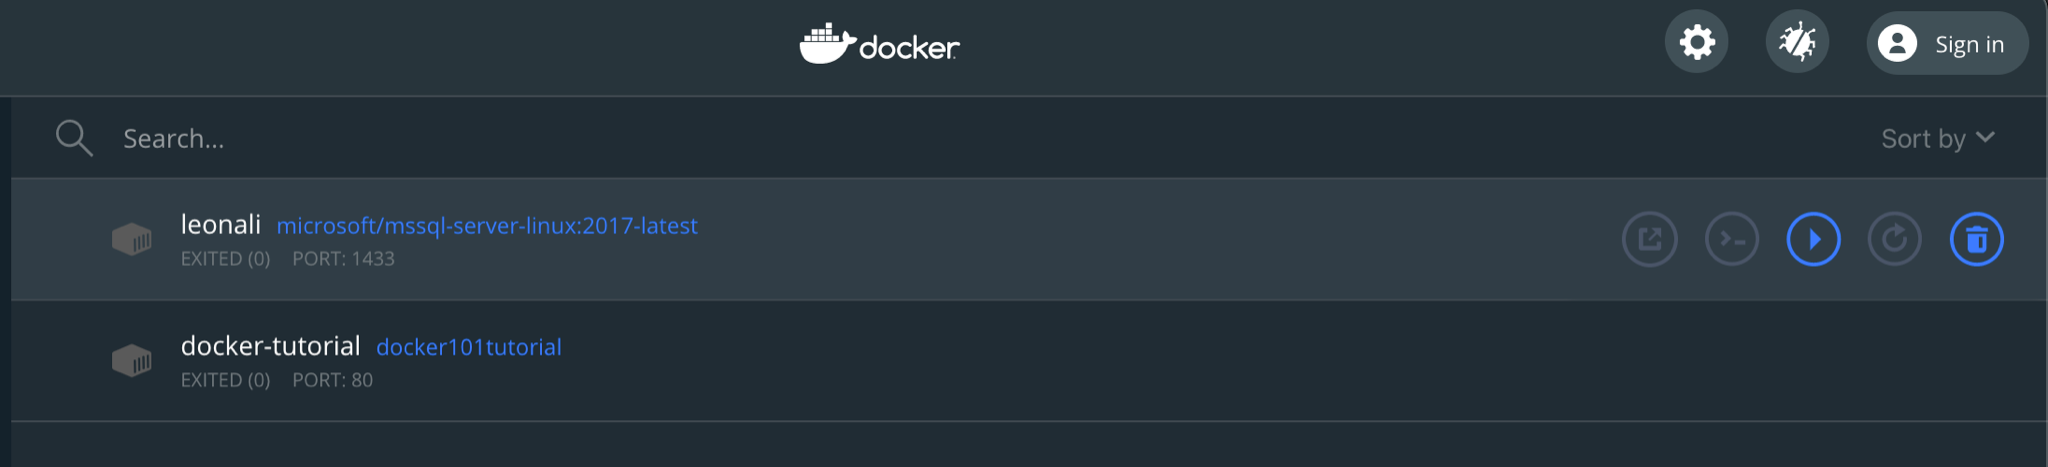 docker
Sign in
Search...
Sort by
leonali microsoft/mssql-server-linux:2017-latest
EXITED (0) PORT: 1433
docker-tutorial docker101tutorial
EXITED (0) PORT: 80